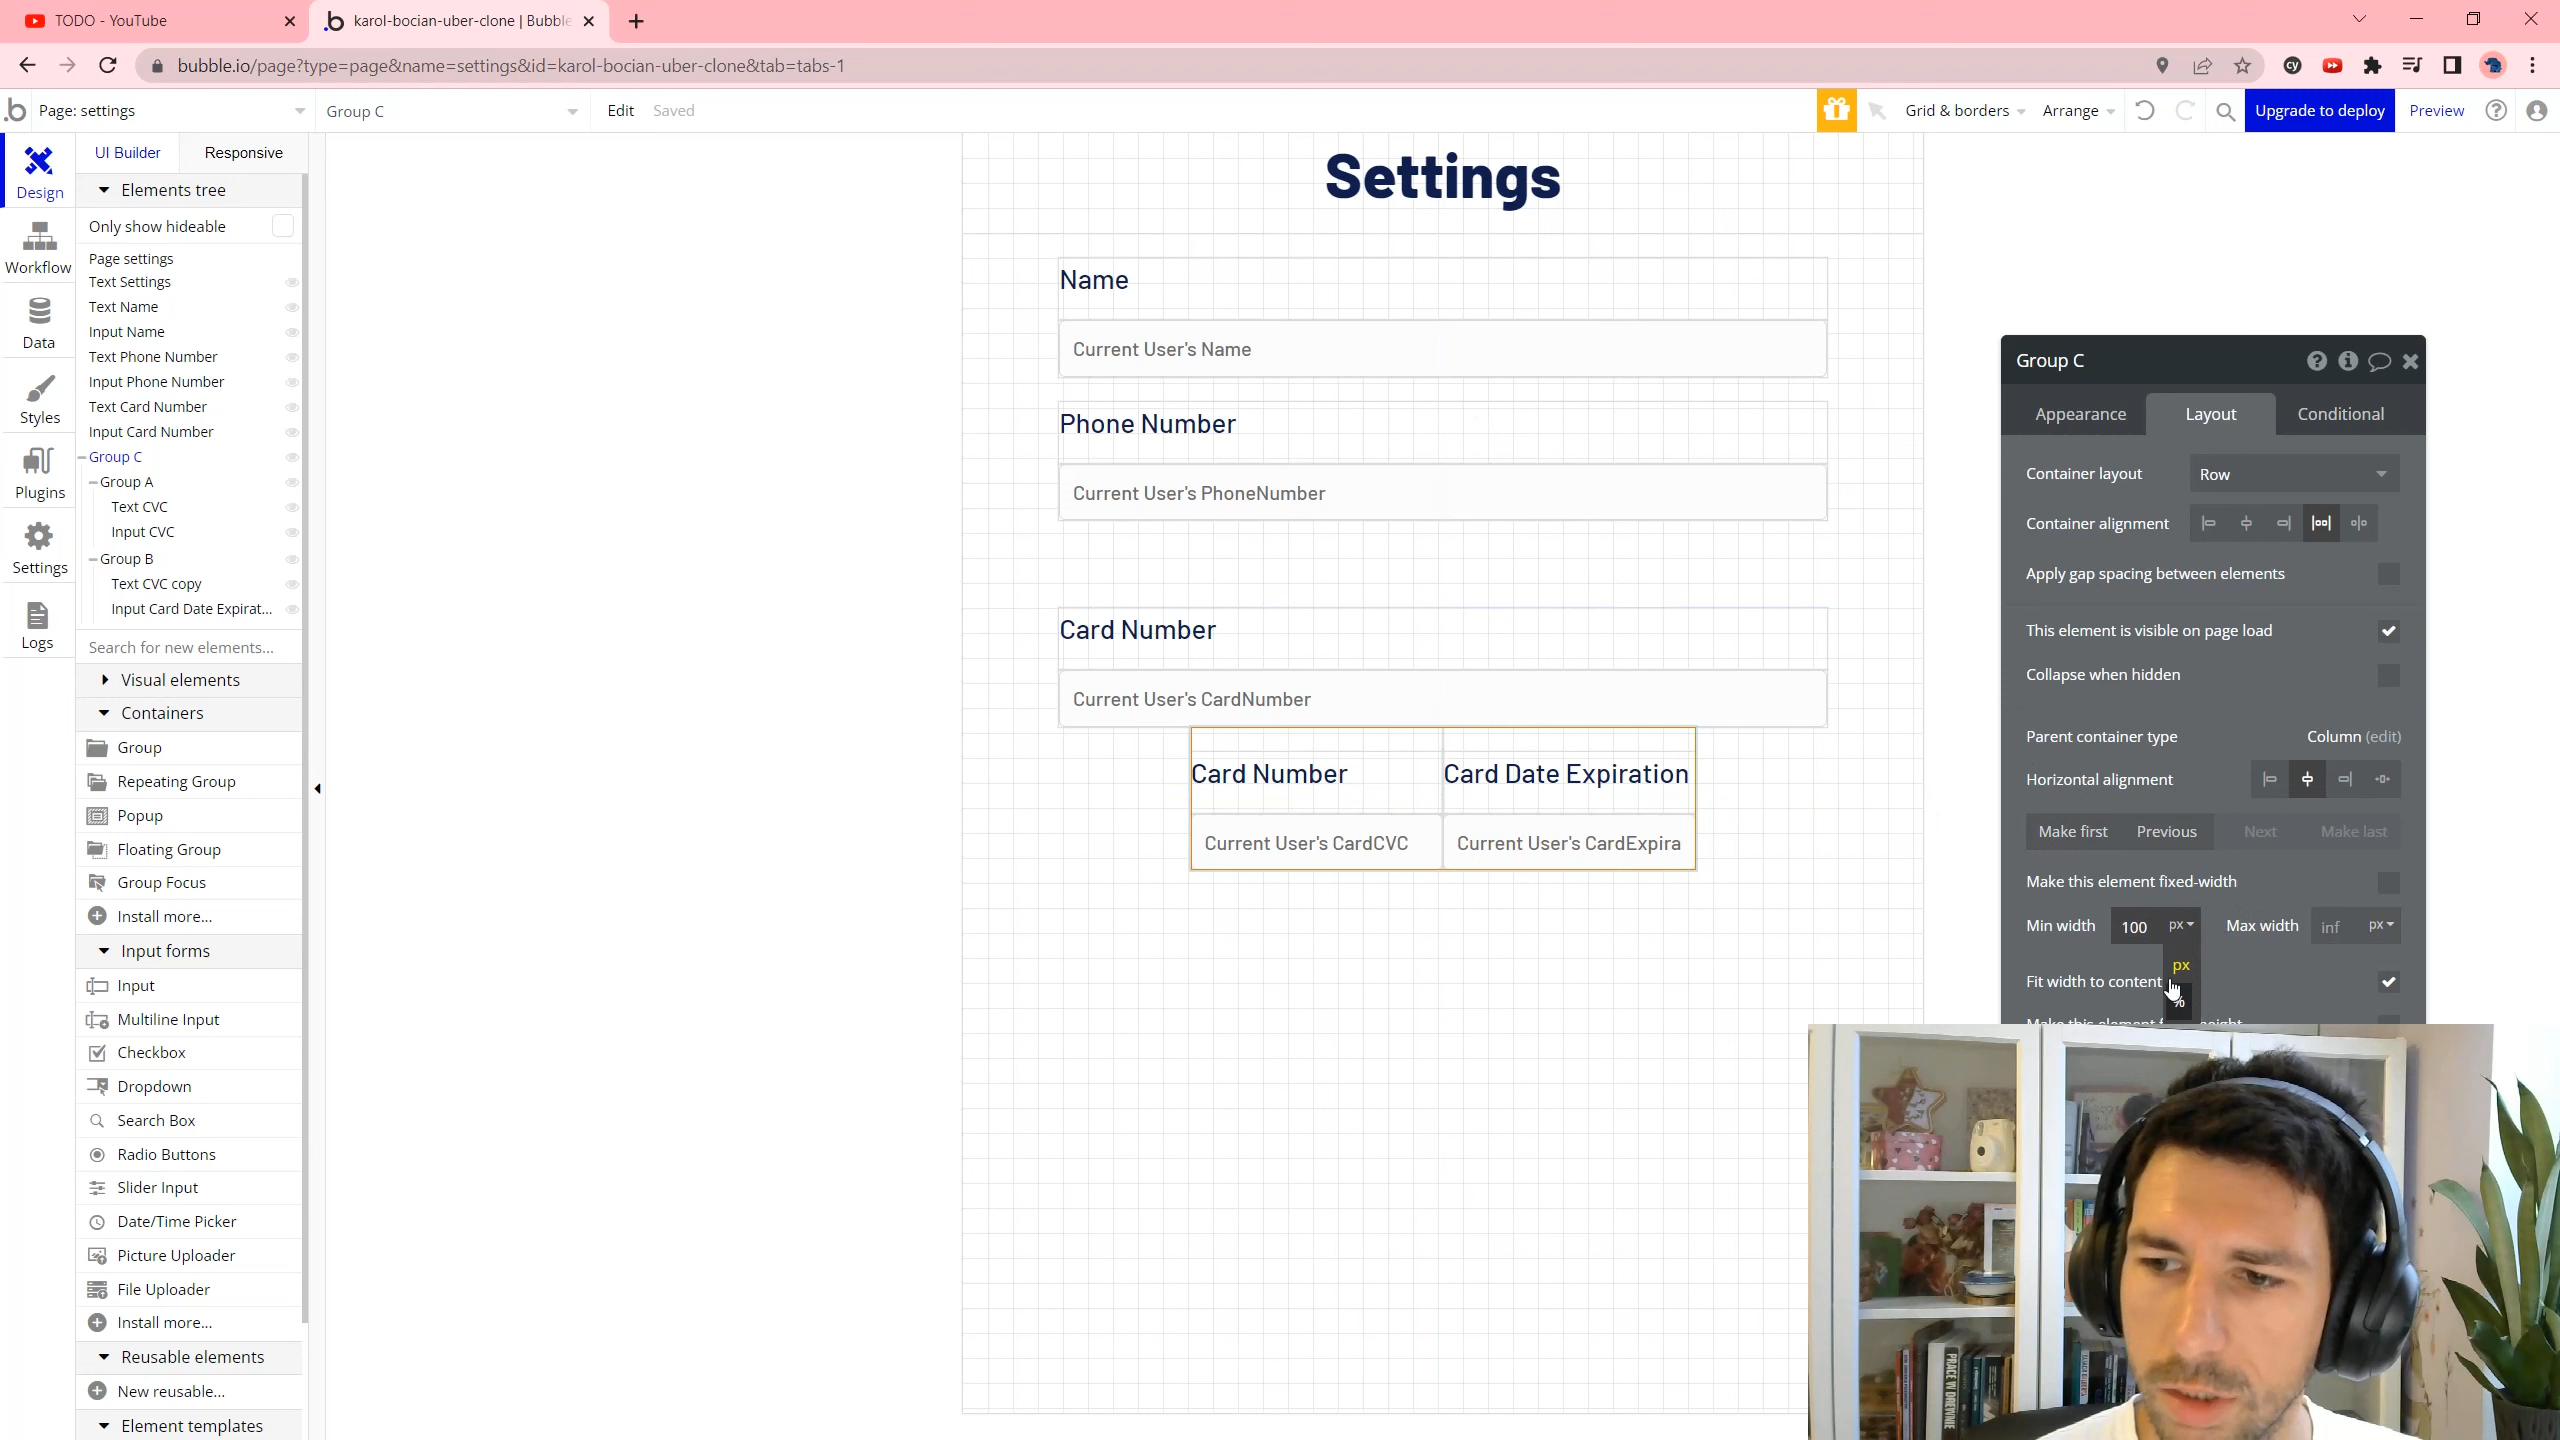 TODO - YouTube
karol-bocian-uber-clone | Bubble
bubble.io/page?type=page&name=settings&id=karol-bocian-uber-clone&tab=tabs-1
Page: settings
Group C
Edit
Saved
Grid & borders
Arrange
Upgrade to deploy
Preview
Design
Workflow
Data
Styles
Plugins
Settings
Logs
UI Builder
Responsive
Elements tree
Only show hideable
Page settings
Text Settings
Text Name
Input Name
Text Phone Number
Input Phone Number
Text Card Number
Input Card Number
Group C
Group A
Text CVC
Input CVC
Group B
Text CVC copy
Input Card Date Expirat...
Search for new elements...
Visual elements
Containers
Group
Repeating Group
Popup
Floating Group
Group Focus
Install more...
Input forms
Input
Multiline Input
Checkbox
Dropdown
Search Box
Radio Buttons
Slider Input
Date/Time Picker
Picture Uploader
File Uploader
Install more...
Reusable elements
New reusable...
Element templates
Settings
Name
Current User's Name
Phone Number
Current User's PhoneNumber
Card Number
Current User's CardNumber
Card Number
Card Date Expiration
Current User's CardCVC
Current User's CardExpira
Group C
Appearance
Layout
Conditional
Container layout
Row
Container alignment
Apply gap spacing between elements
This element is visible on page load
Collapse when hidden
Parent container type
Column (edit)
Horizontal alignment
Make first
Previous
Next
Make last
Make this element fixed-width
Min width
100
px
Max width
inf
px
px
Fit width to content
%
PRACE W DREWNIE